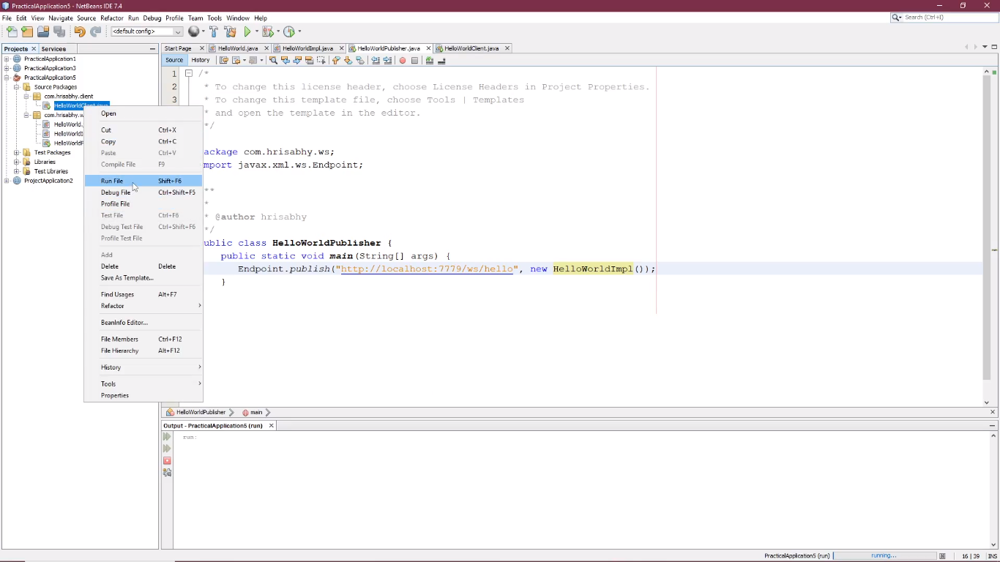 PracticalApplication5 - NetBeans IDE 7.4
File Edit View Navigate Source Refactor Run Debug Profile Team Tools Window Help
Search (Ctrl+I)
<default config>
Projects Services
PracticalApplication1
PracticalApplication3
PracticalApplication5
Source Packages
com.hrisabhy.client
HelloWorldClient.java
com.hrisabhy.w
HelloWorld.
HelloWorldI
HelloWorldP
Test Packages
Libraries
Test Libraries
ProjectApplication2
Open
Cut Ctrl+X
Copy Ctrl+C
Paste Ctrl+V
Compile File F9
Run File Shift+F6
Debug File Ctrl+Shift+F5
Profile File
Test File Ctrl+F6
Debug Test File Ctrl+Shift+F6
Profile Test File
Add
Delete Delete
Save As Template...
Find Usages Alt+F7
Refactor
BeanInfo Editor...
File Members Ctrl+F12
File Hierarchy Alt+F12
History
Tools
Properties
Start Page HelloWorld.java HelloWorldImpl.java HelloWorldPublisher.java HelloWorldClient.java
Source History
1 /*
2 * To change this license header, choose License Headers in Project Properties.
3 * To change this template file, choose Tools | Templates
* and open the template in the editor.
*/
ackage com.hrisabhy.ws;
mport javax.xml.ws.Endpoint;
**
*
* @author hrisabhy
*/
ublic class HelloWorldPublisher {
public static void main(String[] args) {
Endpoint.publish("http://localhost:7779/ws/hello", new HelloWorldImpl());
}
HelloWorldPublisher main
Output - PracticalApplication5 (run)
run:
PracticalApplication5 (run) running... 16 | 39 INS